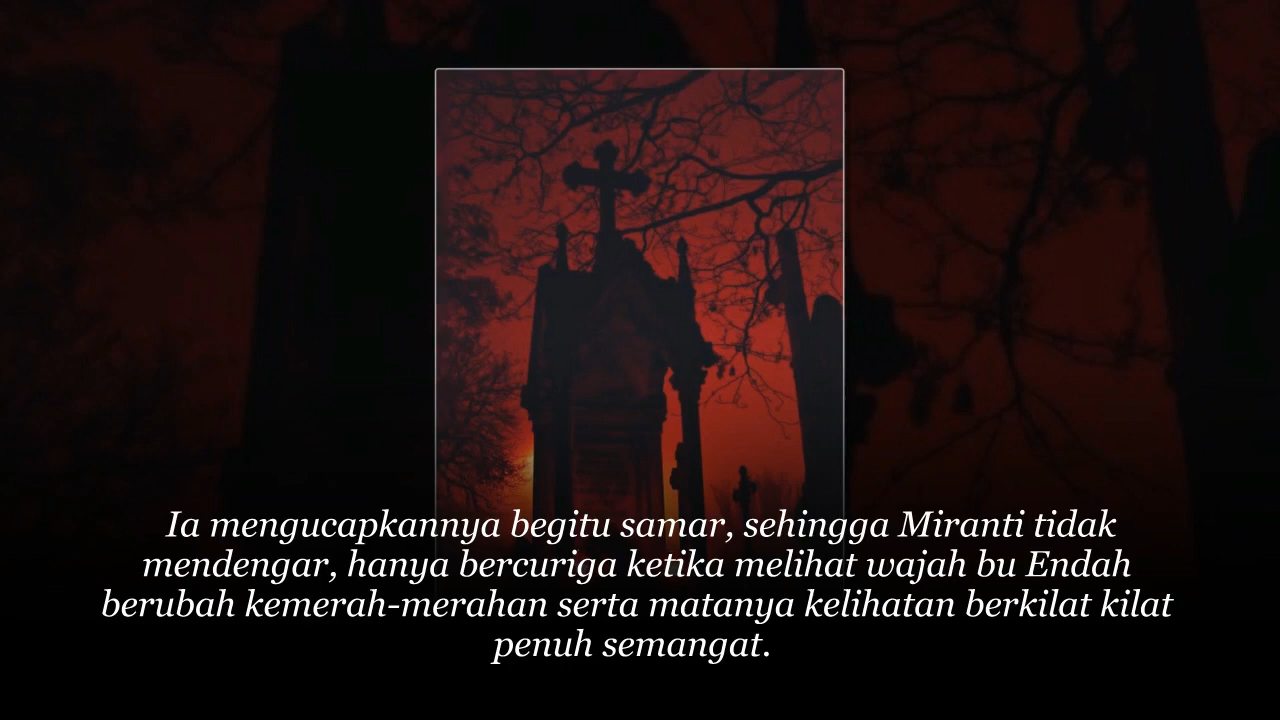 Ia mengucapkannya begitu samar, sehingga Miranti tidak
mendengar, hanya bercuriga ketika melihat wajah bu Endah
berubah kemerah-merahan serta matanya kelihatan berkilat kilat
penuh semangat.